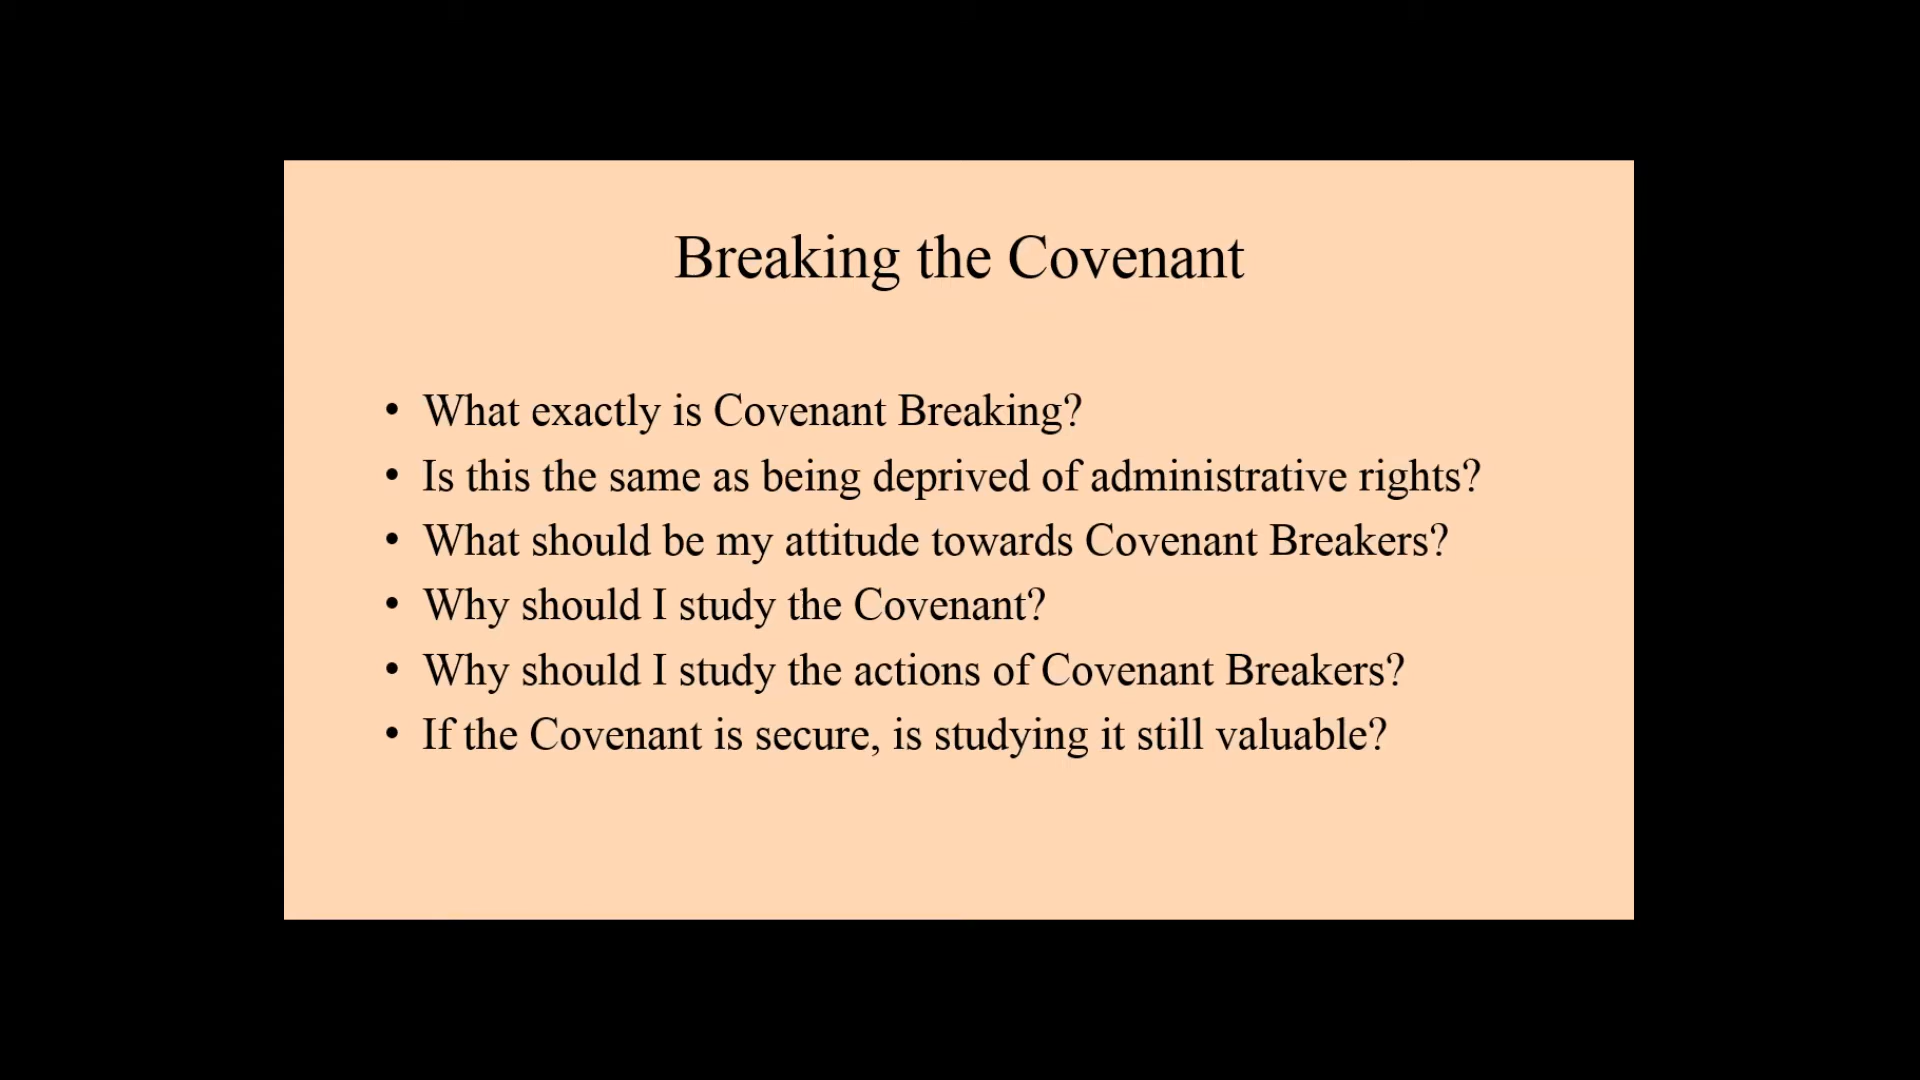 Breaking the Covenant
• What exactly is Covenant Breaking?
• Is this the same as being deprived of administrative rights?
• What should be my attitude towards Covenant Breakers?
• Why should I study the Covenant?
• Why should I study the actions of Covenant Breakers?
• If the Covenant is secure, is studying it still valuable?